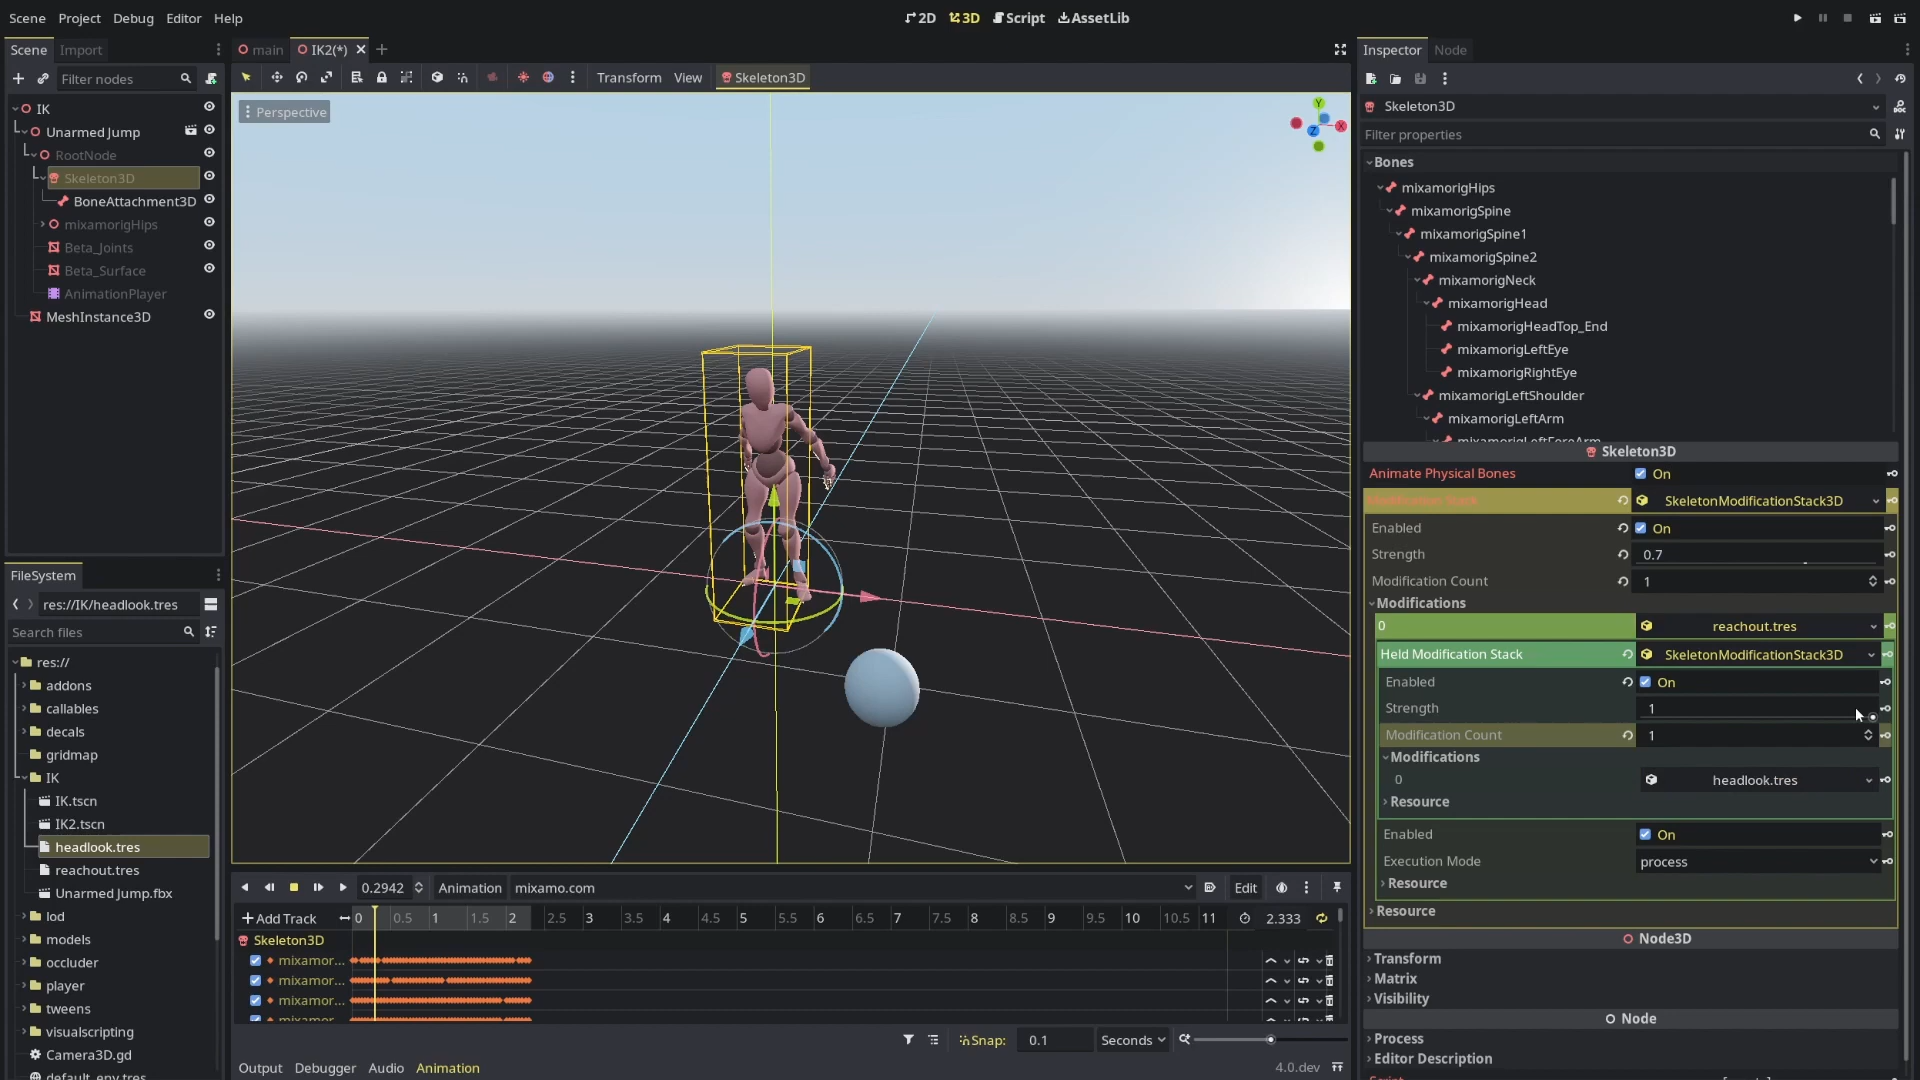 Scene Project Debug Editor Help
2D 3D Script AssetLib
Scene Import
Filter nodes
IK
Unarmed Jump
RootNode
Skeleton3D
BoneAttachment3D
mixamorigHips
Beta_Joints
Beta_Surface
AnimationPlayer
MeshInstance3D
FileSystem
res://IK/headlook.tres
Search files
res://
addons
callables
decals
gridmap
IK
IK.tscn
IK2.tscn
headlook.tres
reachout.tres
Unarmed Jump.fbx
lod
models
occluder
player
tweens
visualscripting
Camera3D.gd
default_env.tres
main IK2(*)
Transform View Skeleton3D
Perspective
Y
X
Z
0.2942 Animation mixamo.com Edit
Add Track 0 0.5 1 1.5 2 2.5 3 3.5 4 4.5 5 5.5 6 6.5 7 7.5 8 8.5 9 9.5 10 10.5 11 2.333
Skeleton3D
mixamor...
mixamor...
mixamor...
mixamor...
Snap: 0.1 Seconds
Output Debugger Audio Animation 4.0.dev
Inspector Node
Skeleton3D
Filter properties
Bones
mixamorigHips
mixamorigSpine
mixamorigSpine1
mixamorigSpine2
mixamorigNeck
mixamorigHead
mixamorigHeadTop_End
mixamorigLeftEye
mixamorigRightEye
mixamorigLeftShoulder
mixamorigLeftArm
mixamorigLeftForeArm
Skeleton3D
Animate Physical Bones On
Modification Stack SkeletonModificationStack3D
Enabled On
Strength 0.7
Modification Count 1
Modifications
0 reachout.tres
Held Modification Stack SkeletonModificationStack3D
Enabled On
Strength 1
Modification Count 1
Modifications
0 headlook.tres
Resource
Enabled On
Execution Mode process
Resource
Resource
Node3D
Transform
Matrix
Visibility
Node
Process
Editor Description